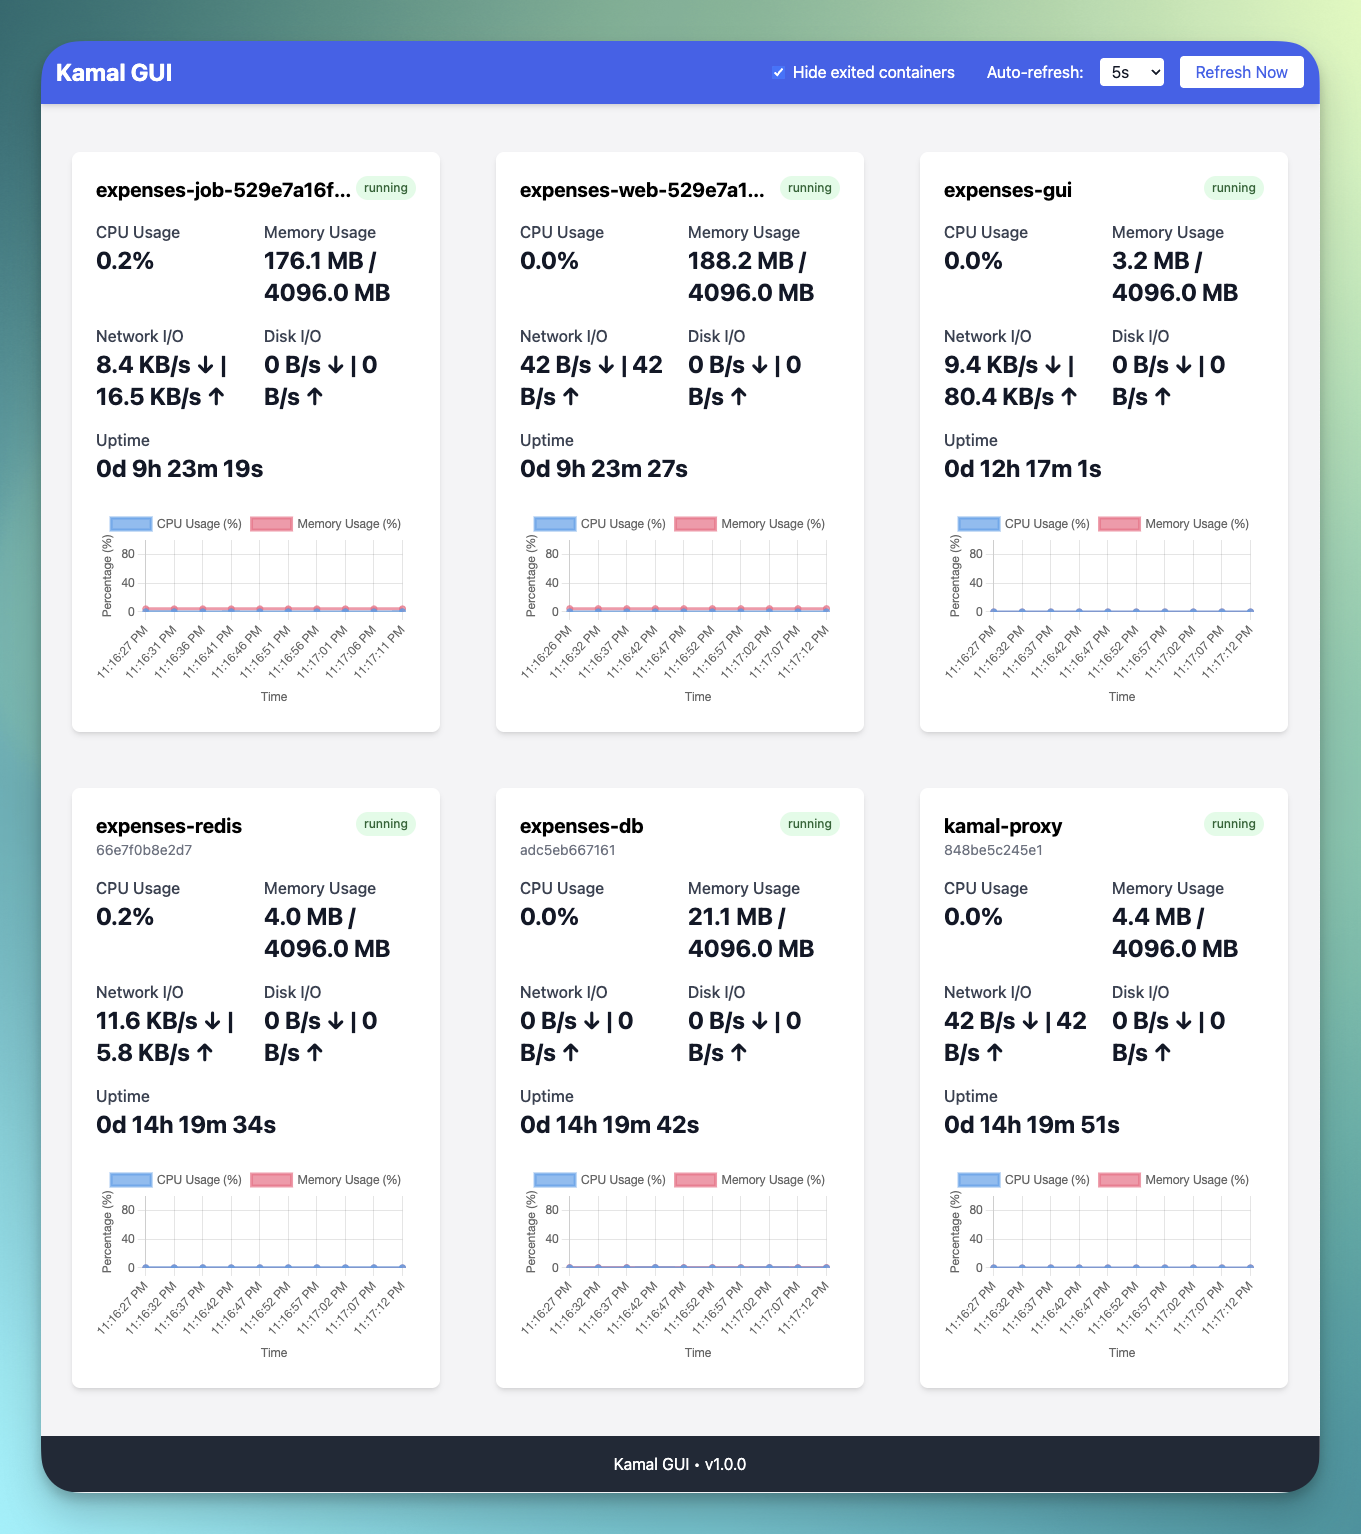 Kamal GUI
Hide exited containers
Auto-refresh:
5s
Refresh Now
expenses-job-529e7a16f...
running
CPU Usage
0.2%
Memory Usage
176.1 MB /
4096.0 MB
Network I/O
8.4 KB/s ↓ |
16.5 KB/s ↑
Disk I/O
0 B/s ↓ | 0
B/s ↑
Uptime
0d 9h 23m 19s
CPU Usage (%)
Memory Usage (%)
Percentage (%)
80
40
0
11:16:27 PM
11:16:31 PM
11:16:36 PM
11:16:41 PM
11:16:46 PM
11:16:51 PM
11:16:56 PM
11:17:01 PM
11:17:06 PM
11:17:11 PM
Time
expenses-web-529e7a1...
running
CPU Usage
0.0%
Memory Usage
188.2 MB /
4096.0 MB
Network I/O
42 B/s ↓ | 42
B/s ↑
Disk I/O
0 B/s ↓ | 0
B/s ↑
Uptime
0d 9h 23m 27s
CPU Usage (%)
Memory Usage (%)
Percentage (%)
80
40
0
11:16:26 PM
11:16:32 PM
11:16:37 PM
11:16:42 PM
11:16:47 PM
11:16:52 PM
11:16:57 PM
11:17:02 PM
11:17:07 PM
11:17:12 PM
Time
expenses-gui
running
CPU Usage
0.0%
Memory Usage
3.2 MB /
4096.0 MB
Network I/O
9.4 KB/s ↓ |
80.4 KB/s ↑
Disk I/O
0 B/s ↓ | 0
B/s ↑
Uptime
0d 12h 17m 1s
CPU Usage (%)
Memory Usage (%)
Percentage (%)
80
40
0
11:16:27 PM
11:16:32 PM
11:16:37 PM
11:16:42 PM
11:16:47 PM
11:16:52 PM
11:16:57 PM
11:17:02 PM
11:17:07 PM
11:17:12 PM
Time
expenses-redis
running
66e7f0b8e2d7
CPU Usage
0.2%
Memory Usage
4.0 MB /
4096.0 MB
Network I/O
11.6 KB/s ↓ |
5.8 KB/s ↑
Disk I/O
0 B/s ↓ | 0
B/s ↑
Uptime
0d 14h 19m 34s
CPU Usage (%)
Memory Usage (%)
Percentage (%)
80
40
0
11:16:27 PM
11:16:32 PM
11:16:37 PM
11:16:42 PM
11:16:47 PM
11:16:52 PM
11:16:57 PM
11:17:02 PM
11:17:07 PM
11:17:12 PM
Time
expenses-db
running
adc5eb667161
CPU Usage
0.0%
Memory Usage
21.1 MB /
4096.0 MB
Network I/O
0 B/s ↓ | 0
B/s ↑
Disk I/O
0 B/s ↓ | 0
B/s ↑
Uptime
0d 14h 19m 42s
CPU Usage (%)
Memory Usage (%)
Percentage (%)
80
40
0
11:16:27 PM
11:16:32 PM
11:16:37 PM
11:16:42 PM
11:16:47 PM
11:16:52 PM
11:16:57 PM
11:17:02 PM
11:17:07 PM
11:17:12 PM
Time
kamal-proxy
running
848be5c245e1
CPU Usage
0.0%
Memory Usage
4.4 MB /
4096.0 MB
Network I/O
42 B/s ↓ | 42
B/s ↑
Disk I/O
0 B/s ↓ | 0
B/s ↑
Uptime
0d 14h 19m 51s
CPU Usage (%)
Memory Usage (%)
Percentage (%)
80
40
0
11:16:27 PM
11:16:32 PM
11:16:37 PM
11:16:42 PM
11:16:47 PM
11:16:52 PM
11:16:57 PM
11:17:02 PM
11:17:07 PM
11:17:12 PM
Time
Kamal GUI • v1.0.0